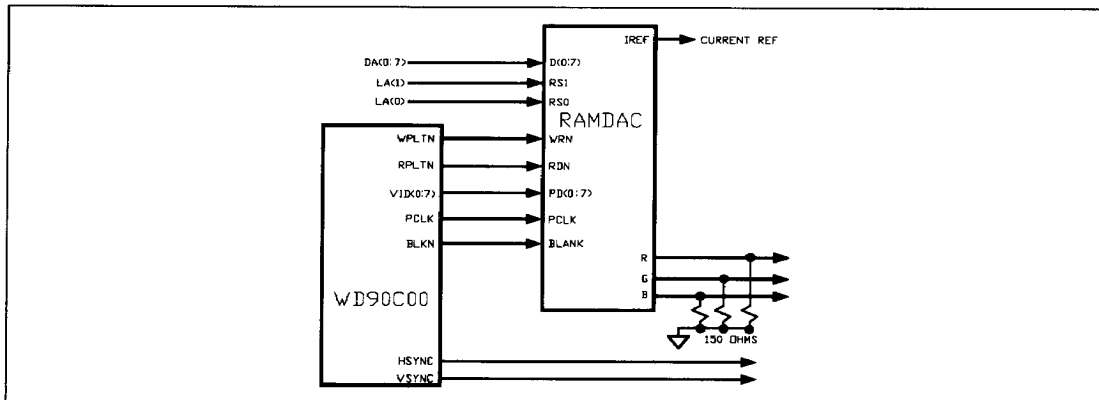 IREF CURRENT REF
DA(0:7) D(0:7)
LA(1) RS1
LA(0) RS0
RAMDAC
WPLTN WRN
RPLTN RDN
VID(0:7) PD(0:7)
PCLK PCLK
BLKN BLANK
R
G
B
WD90C00
150 OHMS
HSYNC
VSYNC